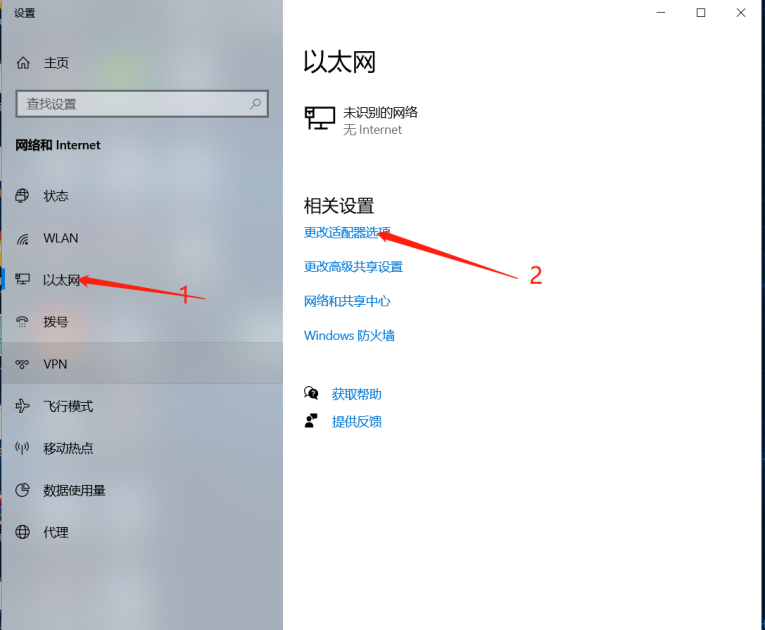 设置
主页
查找设置
网络和 Internet
状态
WLAN
以太网
1
拨号
VPN
飞行模式
移动热点
数据使用量
代理
以太网
未识别的网络
无 Internet
相关设置
更改适配器选项
2
更改高级共享设置
网络和共享中心
Windows 防火墙
获取帮助
提供反馈